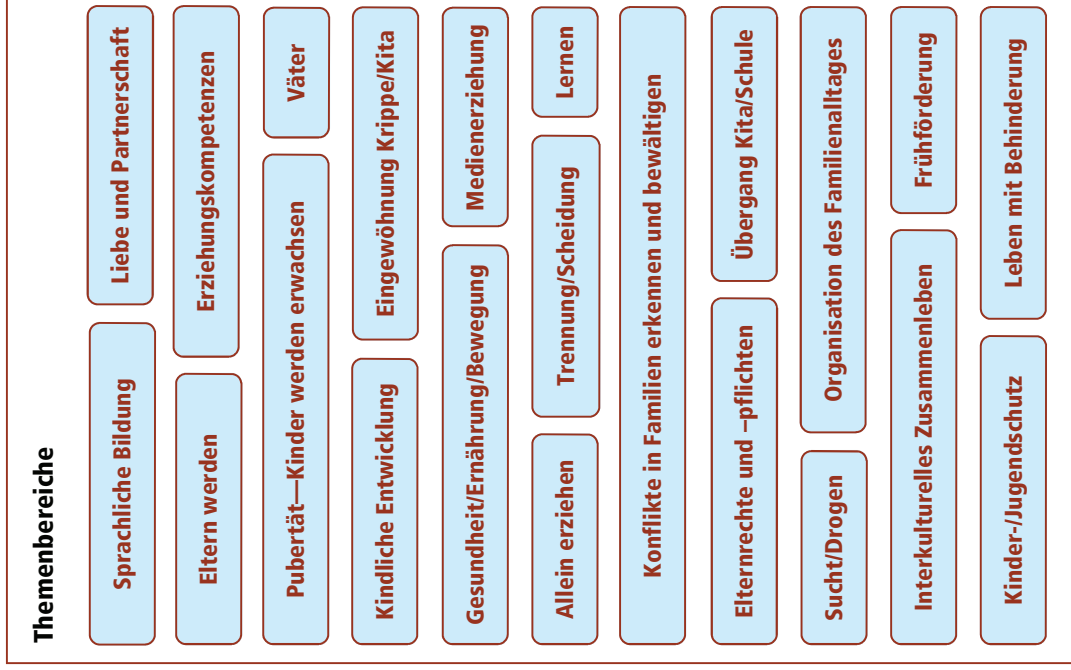 Themenbereiche
Sprachliche Bildung
Liebe und Partnerschaft
Eltern werden
Erziehungskompetenzen
Pubertät—Kinder werden erwachsen
Väter
Kindliche Entwicklung
Eingewöhnung Krippe/Kita
Gesundheit/Ernährung/Bewegung
Medienerziehung
Allein erziehen
Trennung/Scheidung
Lernen
Konflikte in Familien erkennen und bewältigen
Elternrechte und –pflichten
Übergang Kita/Schule
Sucht/Drogen
Organisation des Familienalltages
Interkulturelles Zusammenleben
Frühförderung
Kinder-/Jugendschutz
Leben mit Behinderung